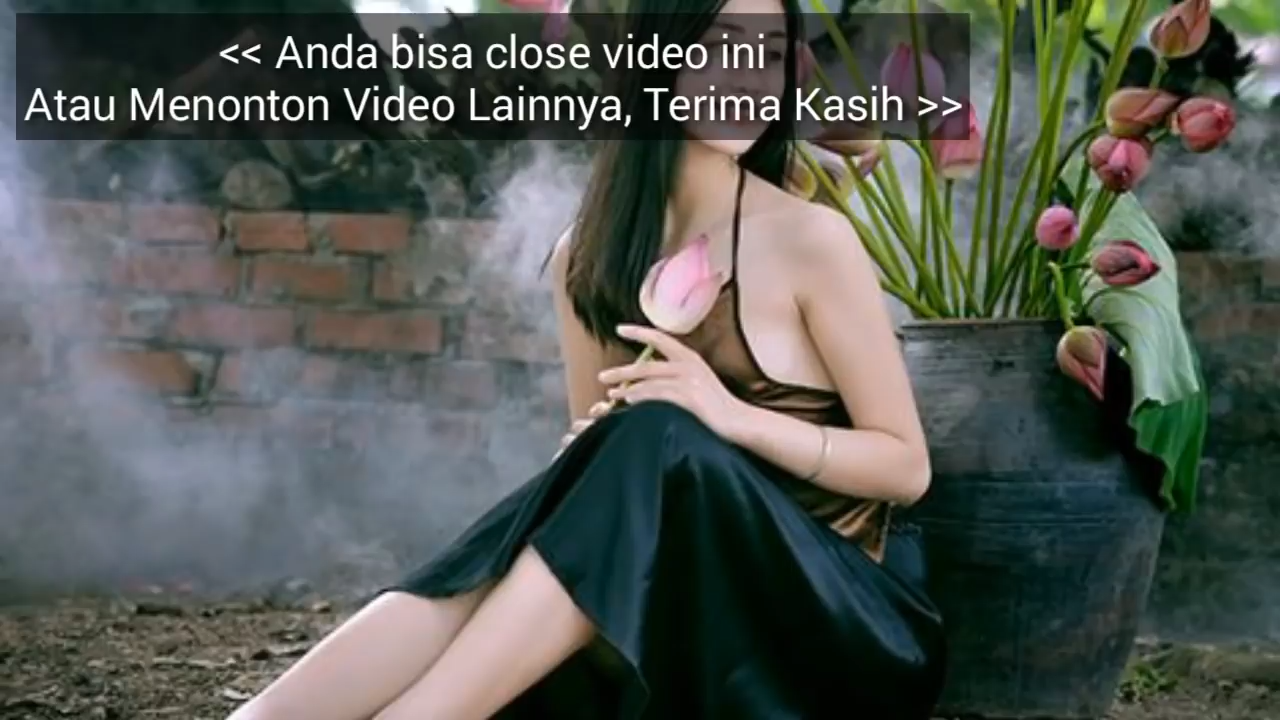 << Anda bisa close video ini
Atau Menonton Video Lainnya, Terima Kasih >>